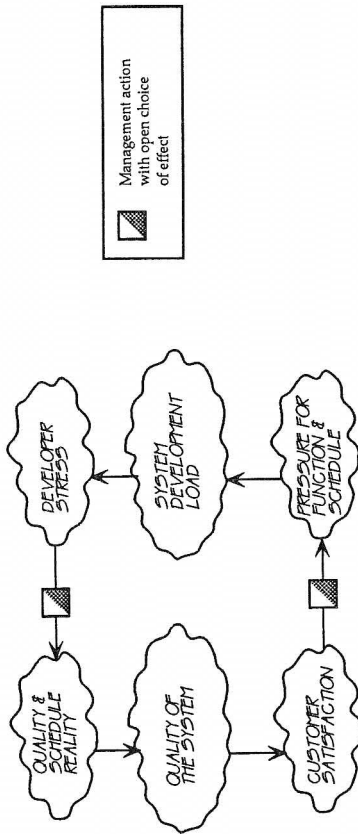 QUALITY &
SCHEDULE
REALITY
DEVELOPER
STRESS
QUALITY OF
THE SYSTEM
SYSTEM
DEVELOPMENT
LOAD
CUSTOMER
SATISFACTION
PRESSURE FOR
FUNCTION &
SCHEDULE
Management action
with open choice
of effect